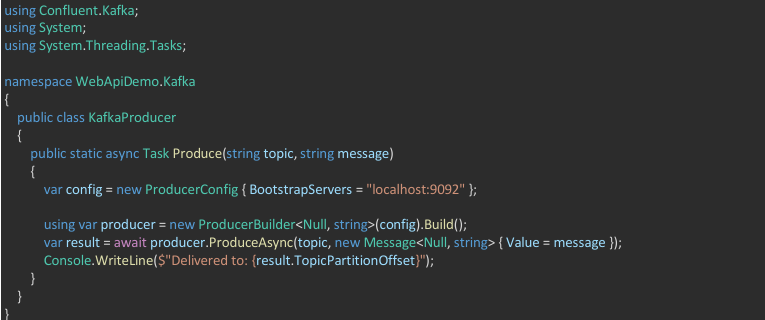 using Confluent.Kafka;
using System;
using System.Threading.Tasks;

namespace WebApiDemo.Kafka
{
    public class KafkaProducer
    {
        public static async Task Produce(string topic, string message)
        {
            var config = new ProducerConfig { BootstrapServers = "localhost:9092" };

            using var producer = new ProducerBuilder<Null, string>(config).Build();
            var result = await producer.ProduceAsync(topic, new Message<Null, string> { Value = message });
            Console.WriteLine($"Delivered to: {result.TopicPartitionOffset}");
        }
    }
}